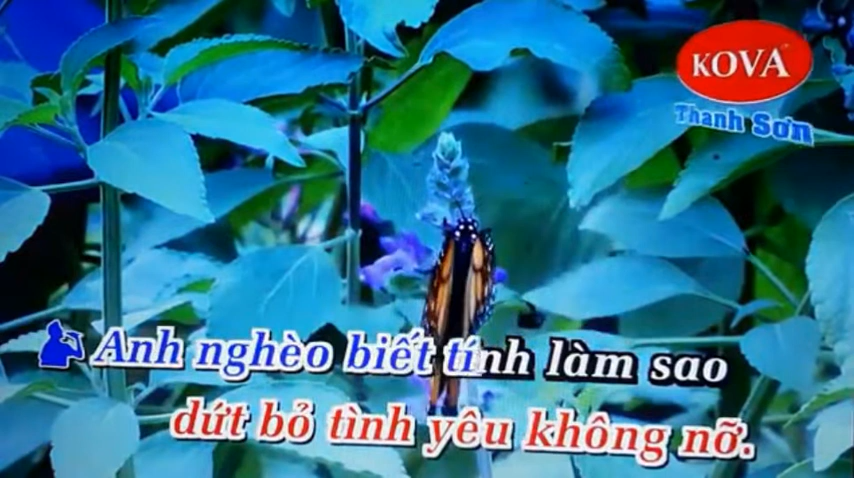 KOVA
Thanh Sơn
Anh nghèo biết tính làm sao
dứt bỏ tình yêu không nỡ.